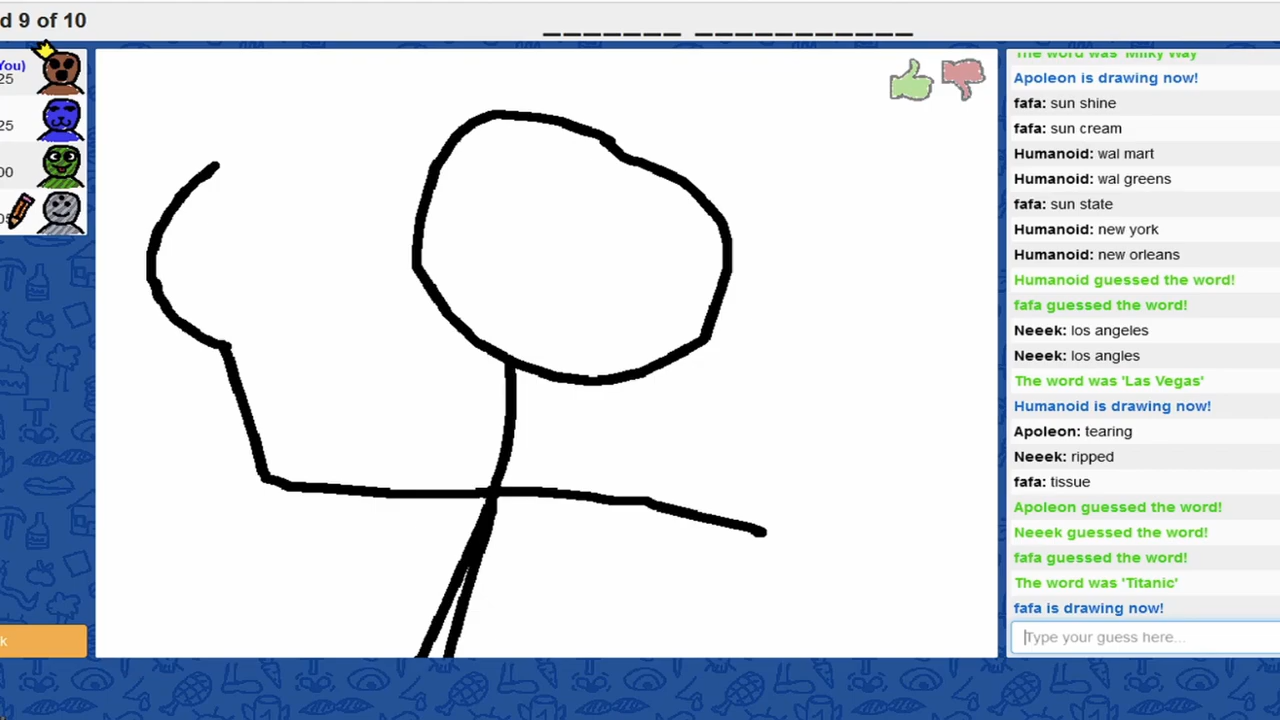 d 9 of 10
_______ ___________
You)
25
25
00
The word was 'Milky Way'
Apoleon is drawing now!
fafa: sun shine
fafa: sun cream
Humanoid: wal mart
Humanoid: wal greens
fafa: sun state
Humanoid: new york
Humanoid: new orleans
Humanoid guessed the word!
fafa guessed the word!
Neeek: los angeles
Neeek: los angles
The word was 'Las Vegas'
Humanoid is drawing now!
Apoleon: tearing
Neeek: ripped
fafa: tissue
Apoleon guessed the word!
Neeek guessed the word!
fafa guessed the word!
The word was 'Titanic'
fafa is drawing now!
Type your guess here...
k